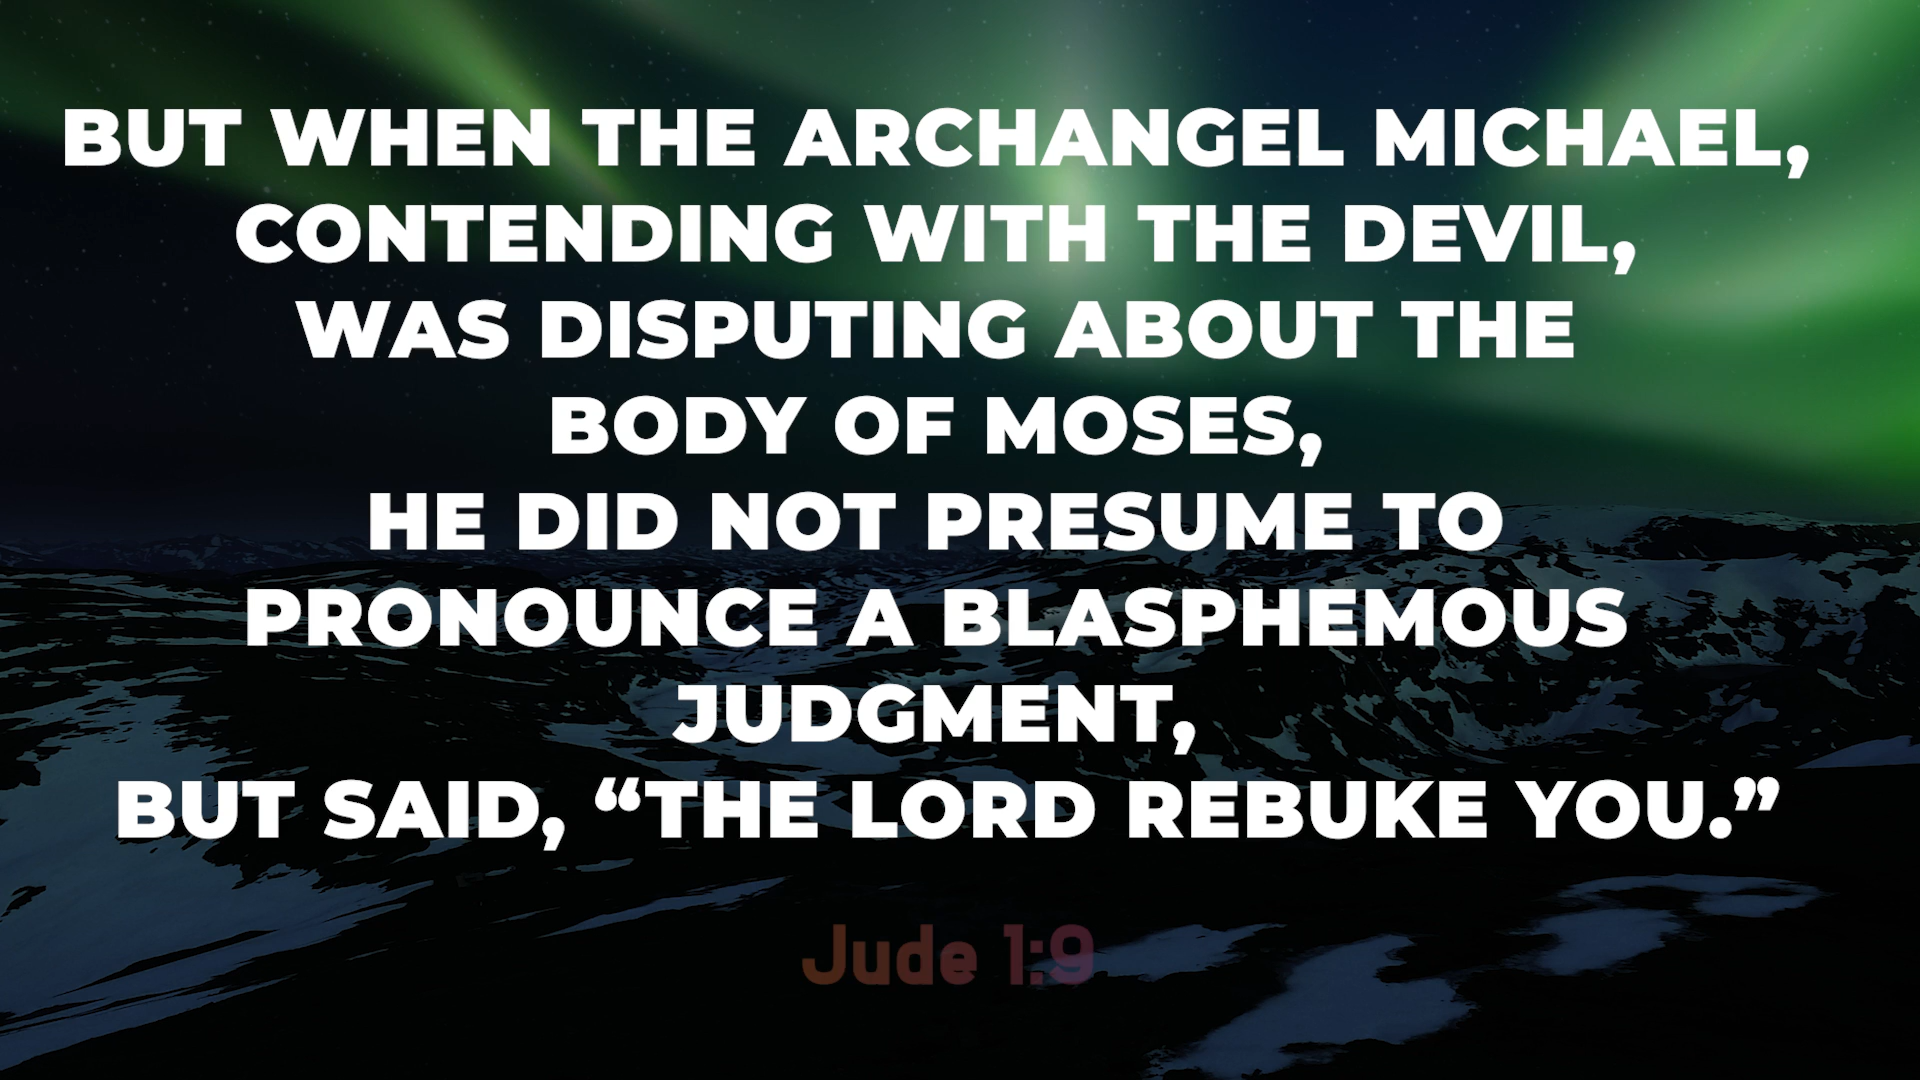 BUT WHEN THE ARCHANGEL MICHAEL,
CONTENDING WITH THE DEVIL,
WAS DISPUTING ABOUT THE
BODY OF MOSES,
HE DID NOT PRESUME TO
PRONOUNCE A BLASPHEMOUS
JUDGMENT,
BUT SAID, “THE LORD REBUKE YOU.”
Jude 1:9